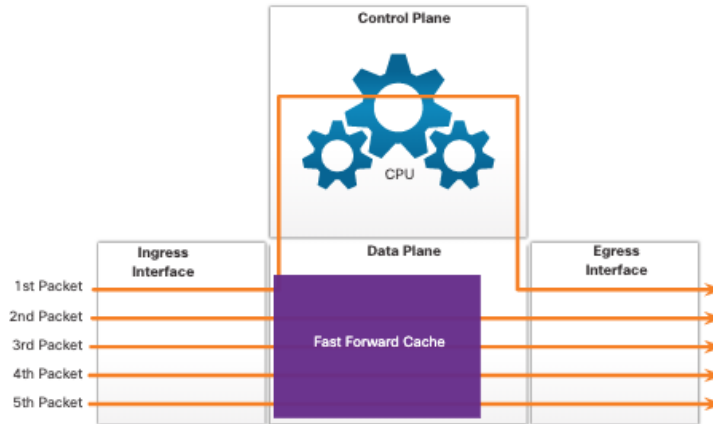 Control Plane
CPU
Ingress
Interface
Data Plane
Egress
Interface
1st Packet
2nd Packet
3rd Packet
Fast Forward Cache
4th Packet
5th Packet